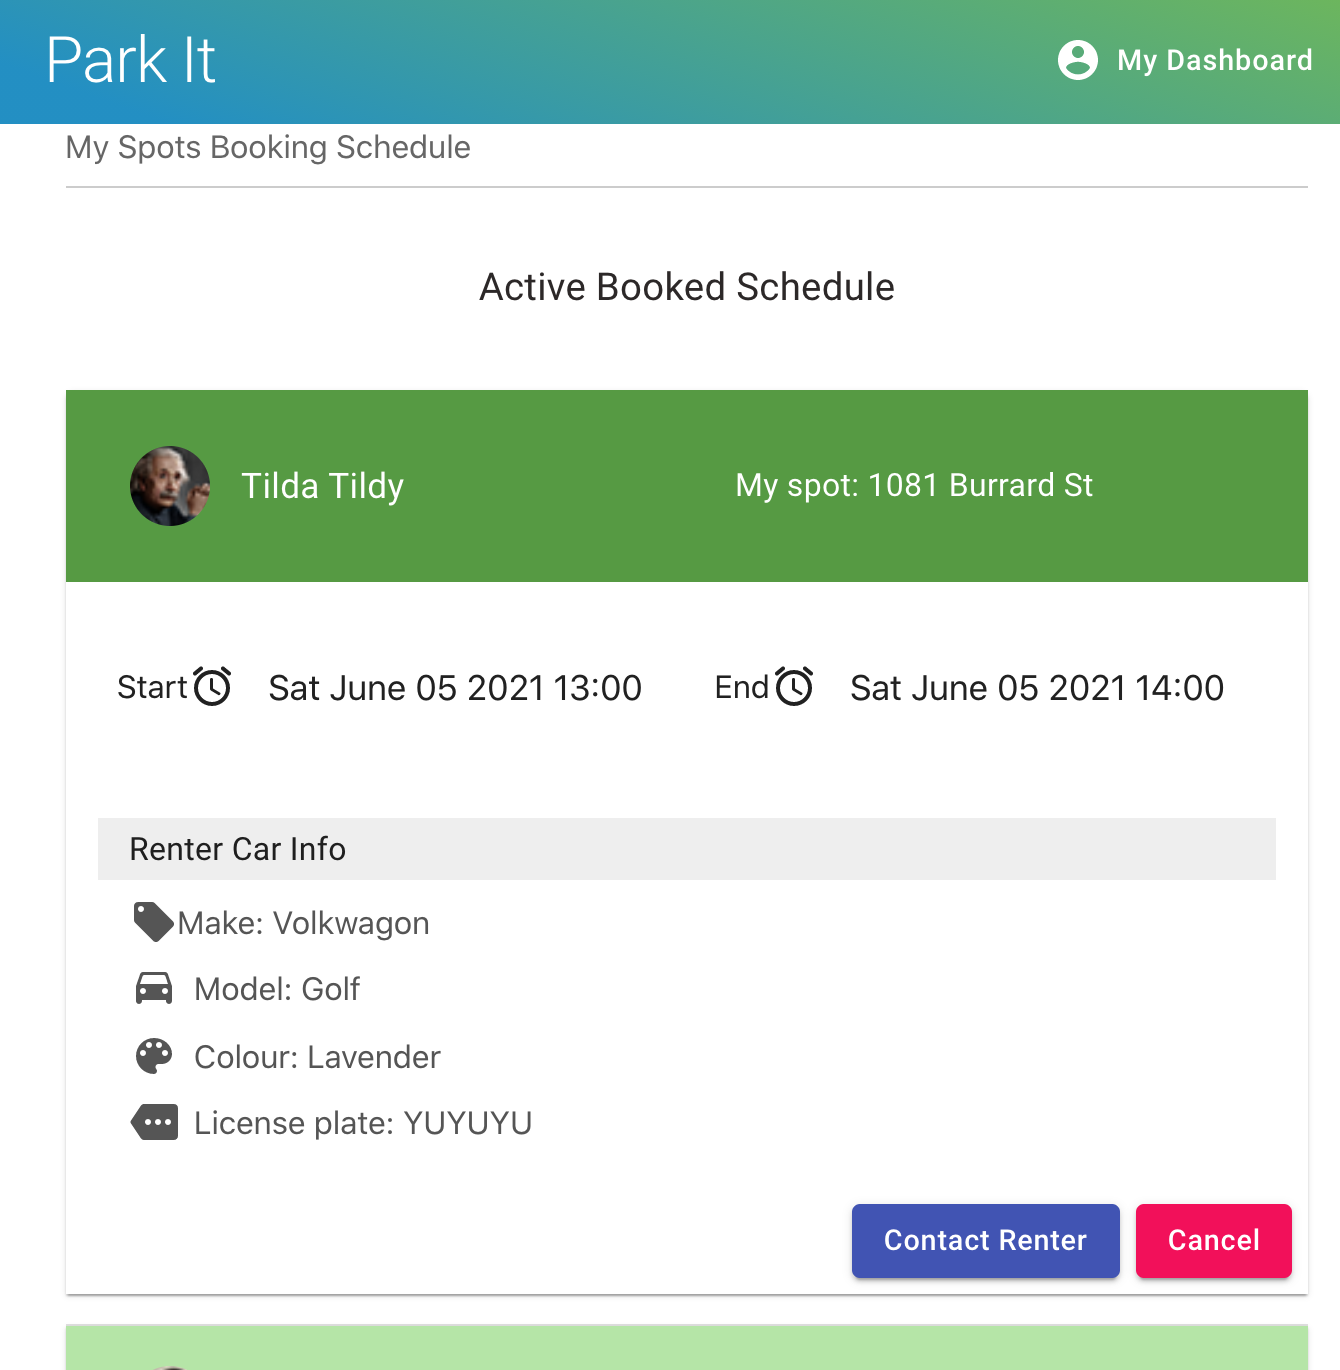 Park It
My Dashboard
My Spots Booking Schedule
Active Booked Schedule
Tilda Tildy
My spot: 1081 Burrard St
Start Sat June 05 2021 13:00
End Sat June 05 2021 14:00
Renter Car Info
Make: Volkwagon
Model: Golf
Colour: Lavender
License plate: YUYUYU
Contact Renter
Cancel